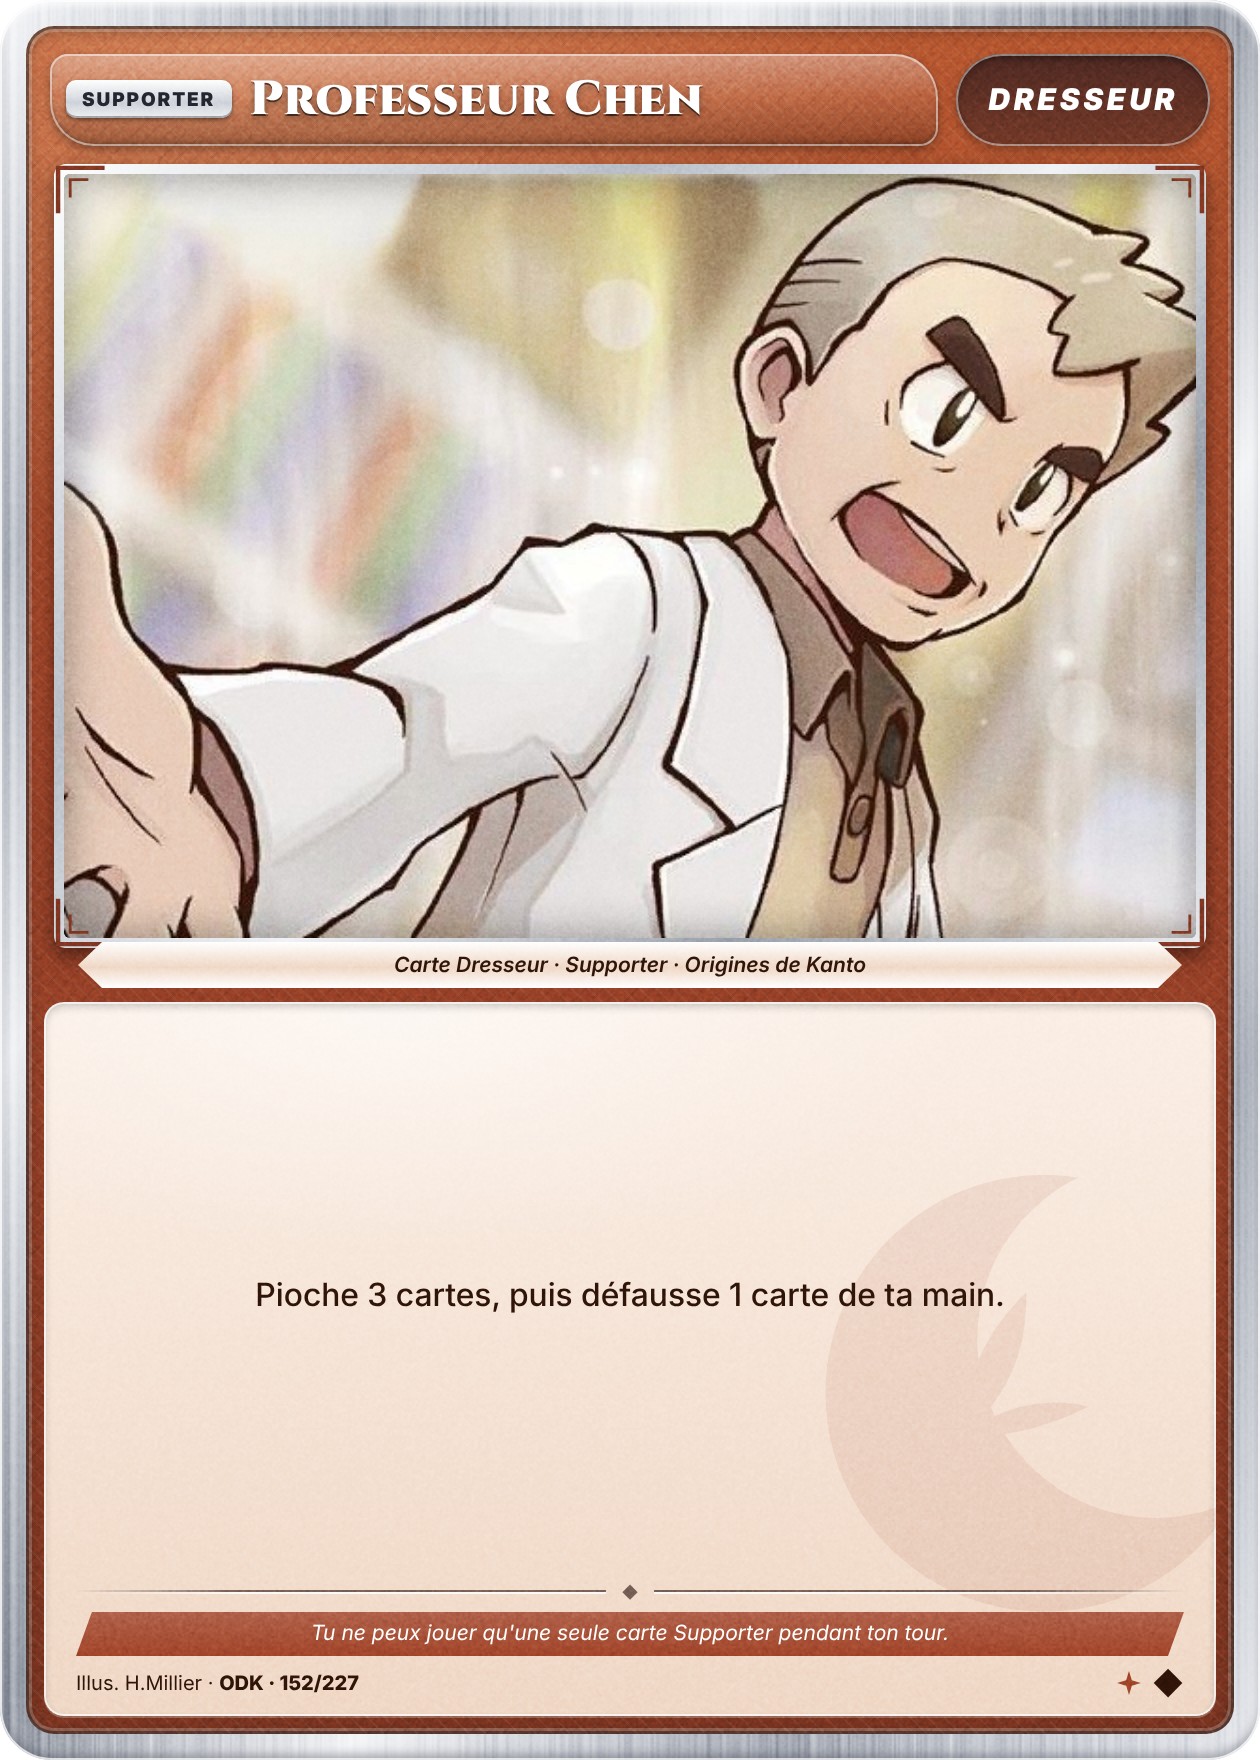 SUPPORTER Professeur Chen DRESSEUR
Carte Dresseur · Supporter · Origines de Kanto
Pioche 3 cartes, puis défausse 1 carte de ta main.
Tu ne peux jouer qu'une seule carte Supporter pendant ton tour.
Illus. H.Millier · ODK · 152/227